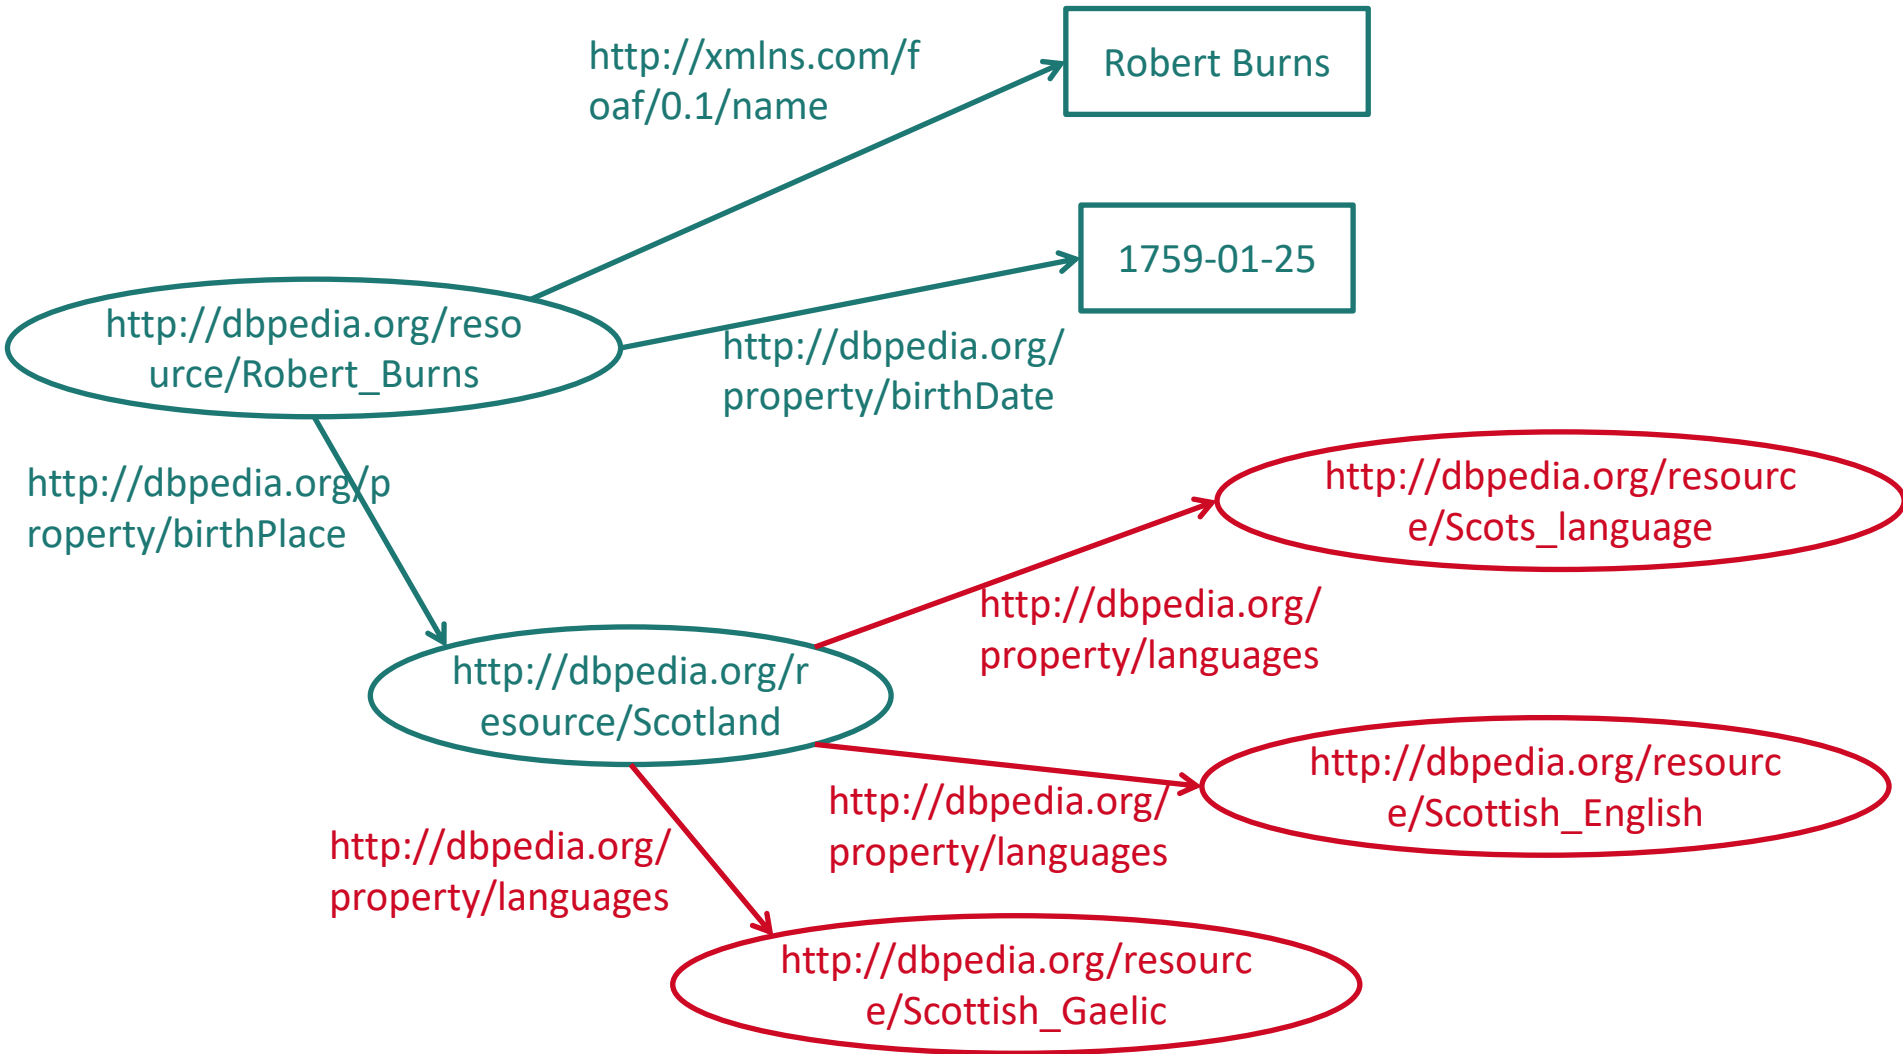 http://xmlns.com/f
oaf/0.1/name
Robert Burns
1759-01-25
http://dbpedia.org/reso
urce/Robert_Burns
http://dbpedia.org/
property/birthDate
http://dbpedia.org/p
roperty/birthPlace
http://dbpedia.org/resourc
e/Scots_language
http://dbpedia.org/
property/languages
http://dbpedia.org/r
esource/Scotland
http://dbpedia.org/resourc
e/Scottish_English
http://dbpedia.org/
property/languages
http://dbpedia.org/
property/languages
http://dbpedia.org/resourc
e/Scottish_Gaelic